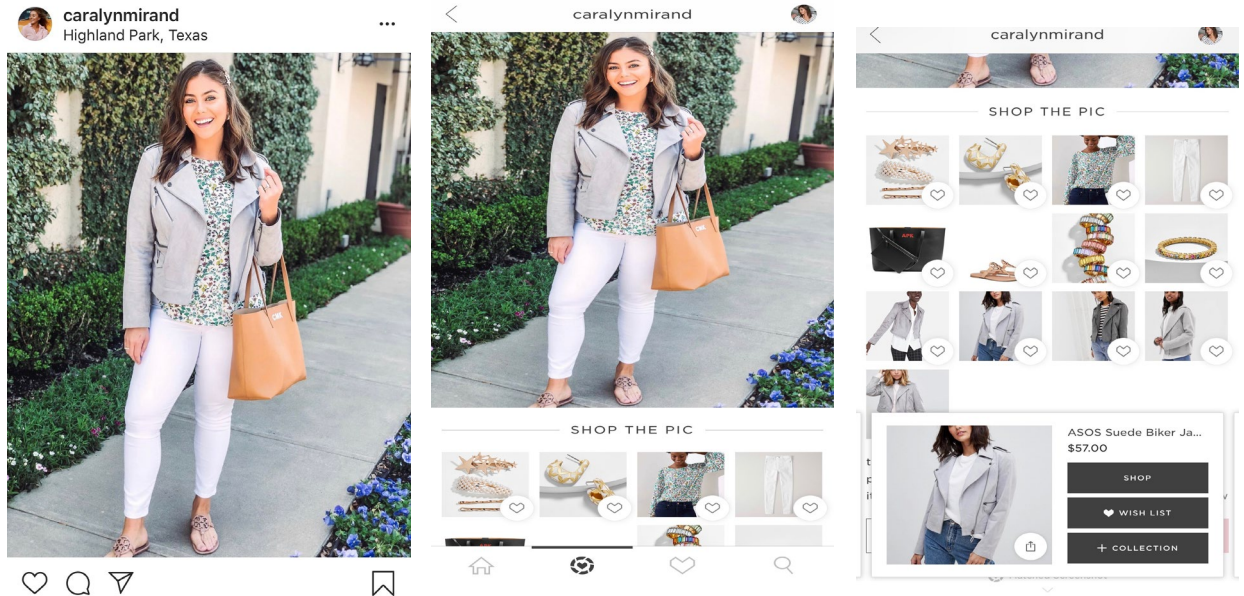 caralynmirand
Highland Park, Texas
caralynmirand
SHOP THE PIC
caralynmirand
SHOP THE PIC
ASOS Suede Biker Ja...
$57.00
SHOP
WISH LIST
+ COLLECTION